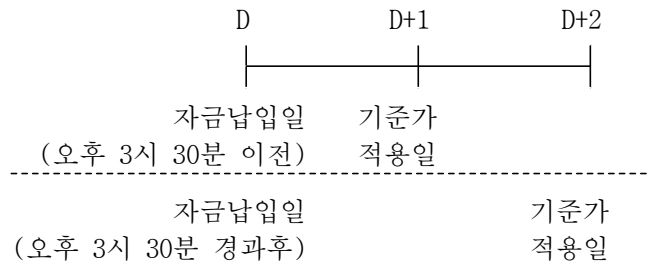 D D+1 D+2
자금납입일 기준가
(오후 3시 30분 이전) 적용일
자금납입일 기준가
(오후 3시 30분 경과후) 적용일